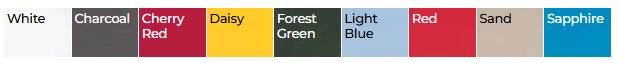 White
Charcoal
Cherry
Red
Daisy
Forest
Green
Light
Blue
Red
Sand
Sapphire